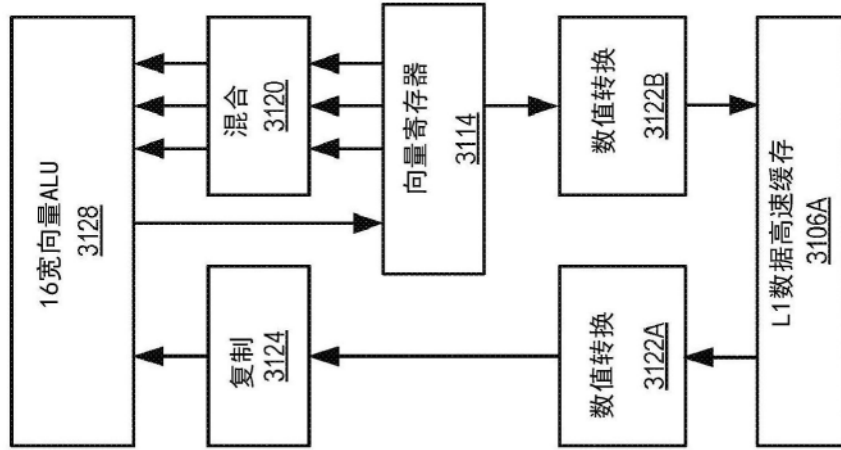 16宽向量ALU
3128
复制
3124
混合
3120
向量寄存器
3114
数值转换
3122A
数值转换
3122B
L1数据高速缓存
3106A